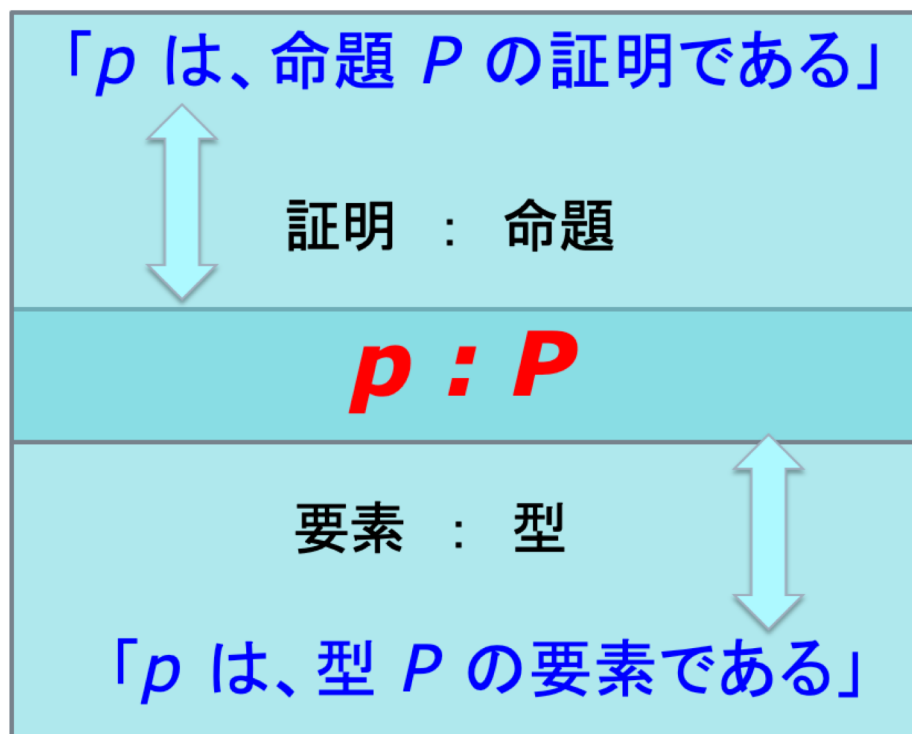 「p は、命題 P の証明である」
証明 : 命題
p : P
要素 : 型
「p は、型 P の要素である」